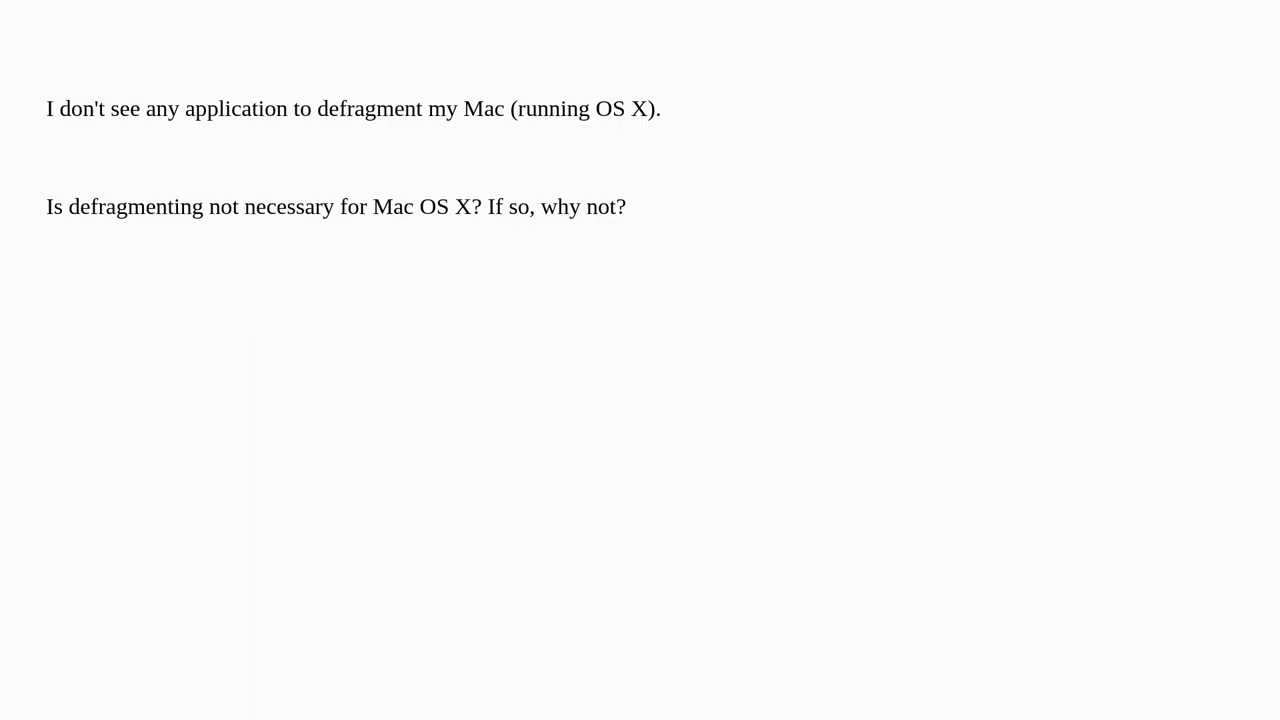 I don't see any application to defragment my Mac (running OS X).
Is defragmenting not necessary for Mac OS X? If so, why not?